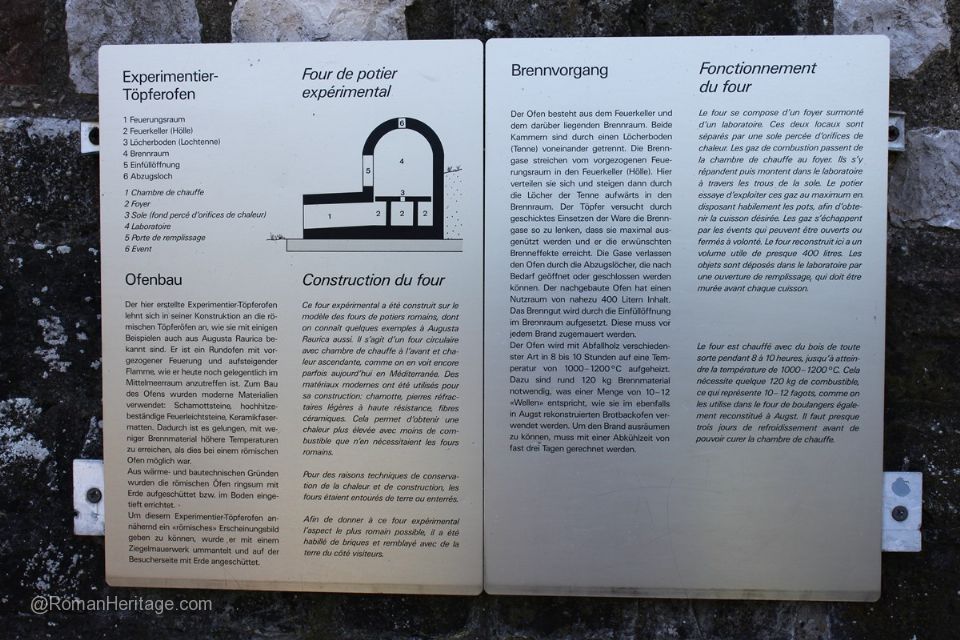 Experimentier-
Töpferofen
1 Feuerungsraum
2 Feuerkeller (Hölle)
3 Löcherboden (Lochtenne)
4 Brennraum
5 Einfüllöffnung
6 Abzugsloch
1 Chambre de chauffe
2 Foyer
3 Sole (fond percé d'orifices de chaleur)
4 Laboratoire
5 Porte de remplissage
6 Event
Four de potier
expérimental
6
4
5
3
1
2
2
2
Ofenbau
Der hier erstellte Experimentier-Töpferofen
lehnt sich in seiner Konstruktion an die rö-
mischen Töpferöfen an, wie sie mit einigen
Beispielen auch aus Augusta Raurica be-
kannt sind. Er ist ein Rundofen mit vor-
gezogener Feuerung und aufsteigender
Flamme, wie er heute noch gelegentlich im
Mittelmeerraum anzutreffen ist. Zum Bau
des Ofens wurden moderne Materialien
verwendet: Schamottsteine, hochhitze-
beständige Feuerleichtsteine, Keramikfaser-
matten. Dadurch ist es gelungen, mit we-
niger Brennmaterial höhere Temperaturen
zu erreichen, als dies bei einem römischen
Ofen möglich war.
Aus wärme- und bautechnischen Gründen
wurden die römischen Öfen ringsum mit
Erde aufgeschüttet bzw. im Boden einge-
tieft errichtet.
Um diesem Experimentier-Töpferofen an-
nähernd ein «römisches» Erscheinungsbild
geben zu können, wurde er mit einem
Ziegelmauerwerk ummantelt und auf der
Besucherseite mit Erde angeschüttet.
Construction du four
Ce four expérimental a été construit sur le
modèle des fours de potiers romains, dont
on connaît quelques exemples à Augusta
Raurica aussi. Il s'agit d'un four circulaire
avec chambre de chauffe à l'avant et cha-
leur ascendante, comme on en voit encore
parfois aujourd'hui en Méditerranée. Des
matériaux modernes ont été utilisés pour
sa construction: chamotte, pierres réfrac-
taires légères à haute résistance, fibres
céramiques. Cela permet d'obtenir une
chaleur plus élevée avec moins de com-
bustible que n'en nécessitaient les fours
romains.
Pour des raisons techniques de conserva-
tion de la chaleur et de construction, les
fours étaient entourés de terre ou enterrés.
Afin de donner à ce four expérimental
l'aspect le plus romain possible, il a été
habillé de briques et remblayé avec de la
terre du côté visiteurs.
Brennvorgang
Der Ofen besteht aus dem Feuerkeller und
dem darüber liegenden Brennraum. Beide
Kammern sind durch einen Löcherboden
(Tenne) voneinander getrennt. Die Brenn-
gase streichen vom vorgezogenen Feue-
rungsraum in den Feuerkeller (Hölle). Hier
verteilen sie sich und steigen dann durch
die Löcher der Tenne aufwärts in den
Brennraum. Der Töpfer versucht durch
geschicktes Einsetzen der Ware die Brenn-
gase so zu lenken, dass sie maximal aus-
genützt werden und er die erwünschten
Brenneffekte erreicht. Die Gase verlassen
den Ofen durch die Abzugslöcher, die nach
Bedarf geöffnet oder geschlossen werden
können. Der nachgebaute Ofen hat einen
Nutzraum von nahezu 400 Litern Inhalt.
Das Brenngut wird durch die Einfüllöffnung
im Brennraum aufgesetzt. Diese muss vor
jedem Brand zugemauert werden.
Der Ofen wird mit Abfallholz verschieden-
ster Art in 8 bis 10 Stunden auf eine Tem-
peratur von 1000–1200°C aufgeheizt.
Dazu sind rund 120 kg Brennmaterial
notwendig, was einer Menge von 10–12
«Wellen» entspricht, wie sie im ebenfalls
in Augst rekonstruierten Brotbackofen ver-
wendet werden. Um den Brand ausräumen
zu können, muss mit einer Abkühlzeit von
fast drei Tagen gerechnet werden.
Fonctionnement
du four
Le four se compose d'un foyer surmonté
d'un laboratoire. Ces deux locaux sont
séparés par une sole percée d'orifices de
chaleur. Les gaz de combustion passent de
la chambre de chauffe au foyer. Ils s'y
répandent puis montent dans le laboratoire
à travers les trous de la sole. Le potier
essaye d'exploiter ces gaz au maximum en
disposant habilement les pots, afin d'obte-
nir la cuisson désirée. Les gaz s'échappent
par les évents qui peuvent être ouverts ou
fermés à volonté. Le four reconstruit ici a un
volume utile de presque 400 litres. Les
objets sont déposés dans le laboratoire par
une ouverture de remplissage, qui doit être
murée avant chaque cuisson.
Le four est chauffé avec du bois de toute
sorte pendant 8 à 10 heures, jusqu'à attein-
dre la température de 1000–1200°C. Cela
nécessite quelque 120 kg de combustible,
ce qui représente 10–12 fagots, comme on
les utilise dans le four de boulangers égale-
ment reconstitué à Augst. Il faut presque
trois jours de refroidissement avant de
pouvoir curer la chambre de chauffe.
@RomanHeritage.com